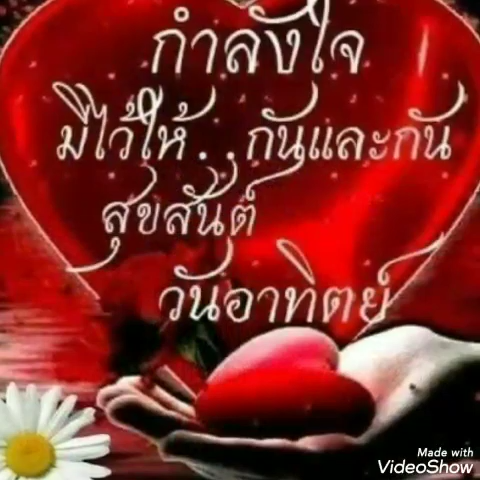 กำลังใจ
มีไว้ให้..กันและกัน
สุขสันต์
วันอาทิตย์
Made with
VideoShow